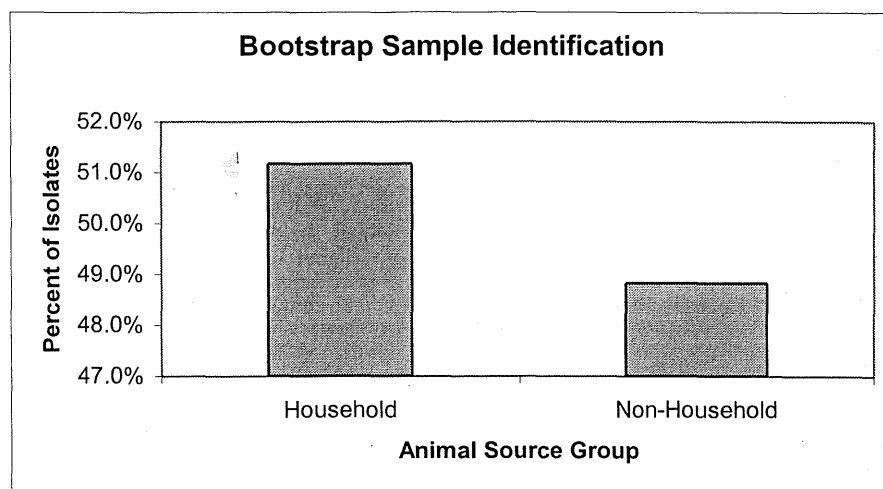 Bootstrap Sample Identification
52.0%
51.0%
50.0%
49.0%
48.0%
47.0%
Percent of Isolates
Household
Non-Household
Animal Source Group